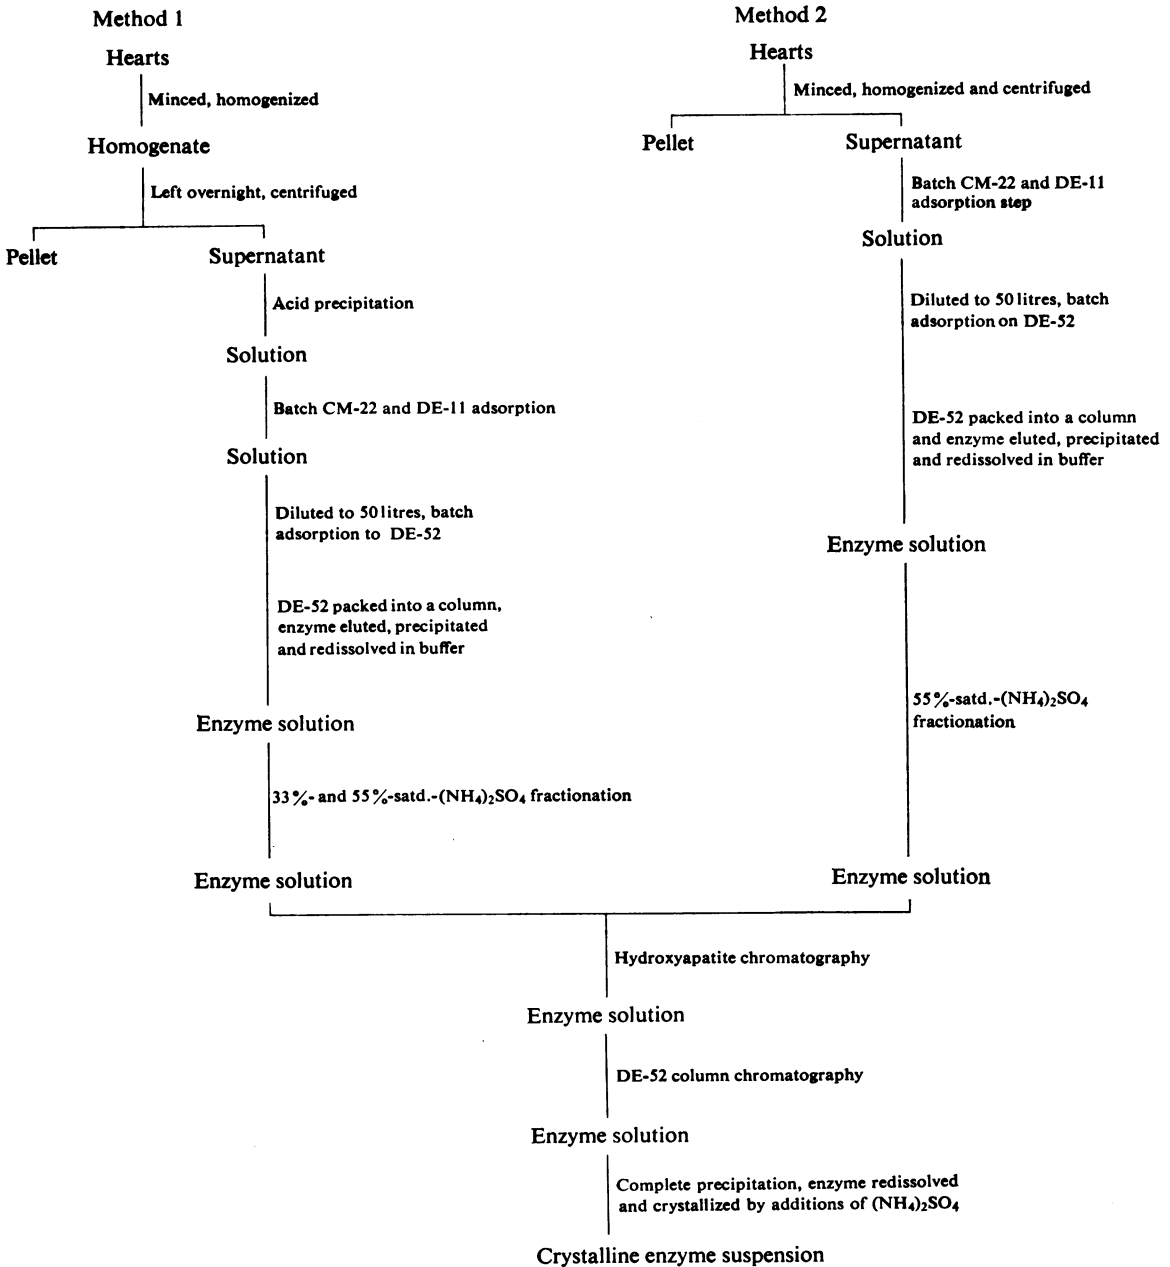 Method 1
Hearts
Minced, homogenized
Homogenate
Left overnight, centrifuged
Pellet
Supernatant
Acid precipitation
Solution
Batch CM-22 and DE-11 adsorption
Solution
Diluted to 50 litres, batch
adsorption to DE-52
DE-52 packed into a column,
enzyme eluted, precipitated
and redissolved in buffer
Enzyme solution
33%- and 55%-satd.-(NH₄)₂SO₄ fractionation
Enzyme solution
Method 2
Hearts
Minced, homogenized and centrifuged
Pellet
Supernatant
Batch CM-22 and DE-11
adsorption step
Solution
Diluted to 50 litres, batch
adsorption on DE-52
DE-52 packed into a column
and enzyme eluted, precipitated
and redissolved in buffer
Enzyme solution
55%-satd.-(NH₄)₂SO₄
fractionation
Enzyme solution
Hydroxyapatite chromatography
Enzyme solution
DE-52 column chromatography
Enzyme solution
Complete precipitation, enzyme redissolved
and crystallized by additions of (NH₄)₂SO₄
Crystalline enzyme suspension